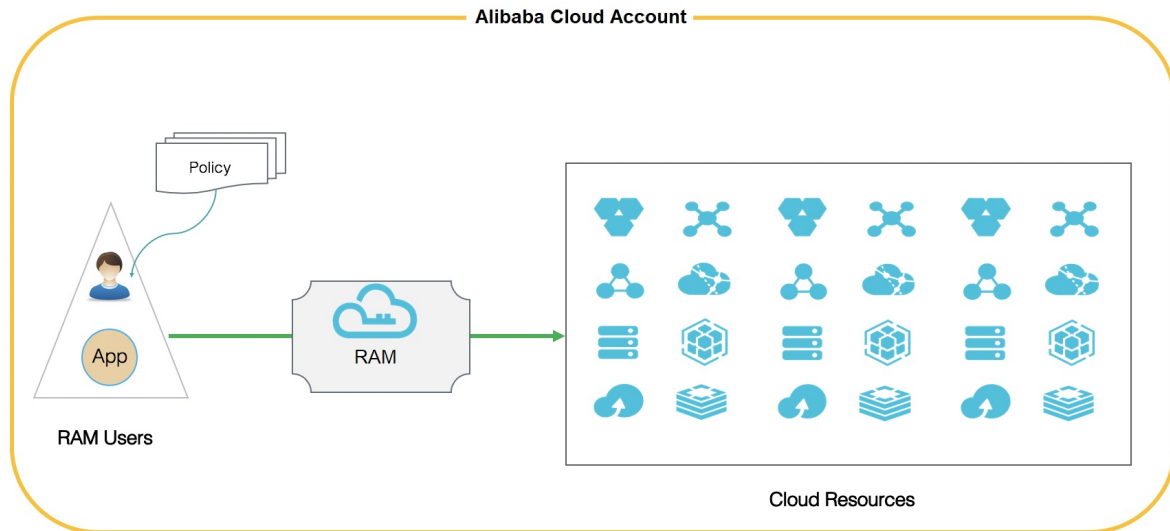 Alibaba Cloud Account
Policy
App
RAM
RAM Users
Cloud Resources